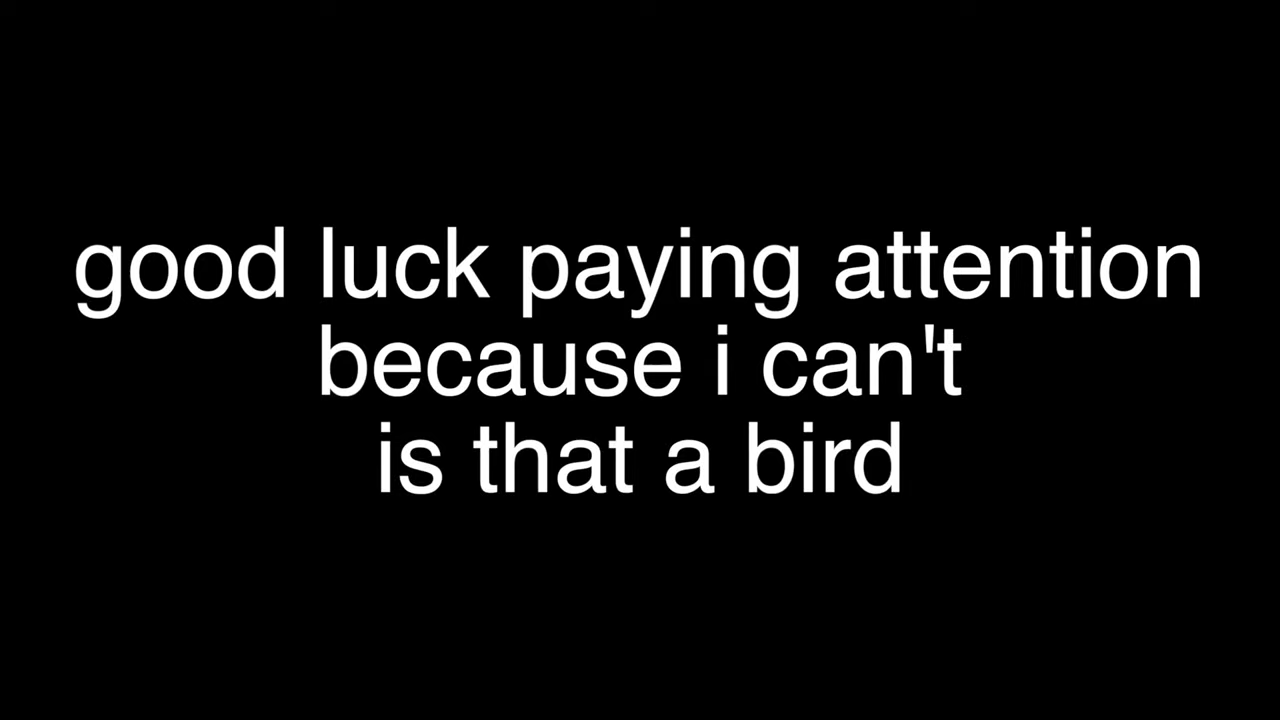 good luck paying attention
because i can't
is that a bird